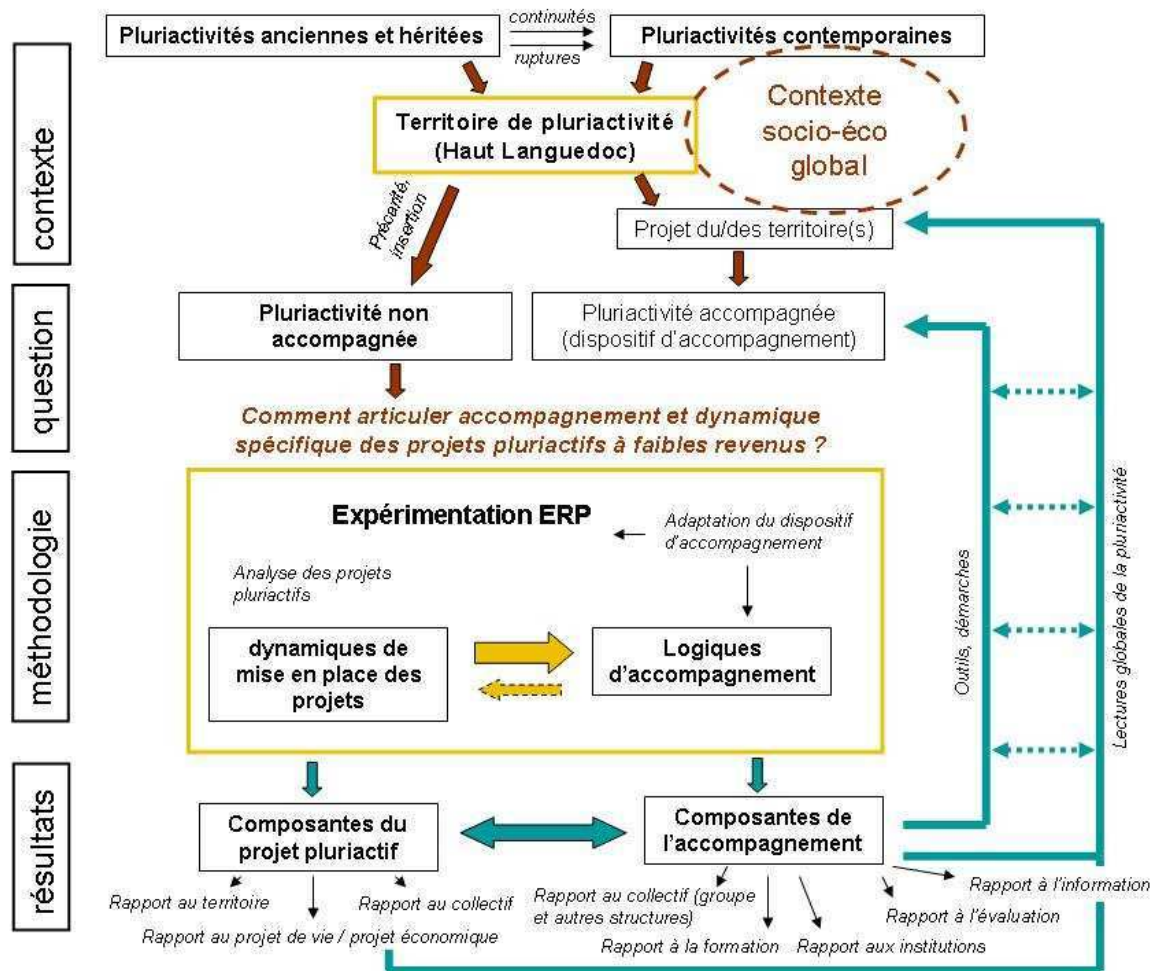 contexte
question
méthodologie
résultats
Pluriactivités anciennes et héritées
continuités
ruptures
Pluriactivités contemporaines
Contexte
socio-éco
global
Territoire de pluriactivité
(Haut Languedoc)
Précarité,
insertion
Projet du/des territoire(s)
Pluriactivité non
accompagnée
Pluriactivité accompagnée
(dispositif d'accompagnement)
Comment articuler accompagnement et dynamique
spécifique des projets pluriactifs à faibles revenus ?
Expérimentation ERP
Adaptation du dispositif
d'accompagnement
Analyse des projets
pluriactifs
dynamiques de
mise en place des
projets
Logiques
d'accompagnement
Outils, démarches
Lectures globales de la pluriactivité
Composantes du
projet pluriactif
Composantes de
l'accompagnement
Rapport au territoire
Rapport au collectif
Rapport au projet de vie / projet économique
Rapport au collectif (groupe
et autres structures)
Rapport à la formation
Rapport aux institutions
Rapport à l'évaluation
Rapport à l'information